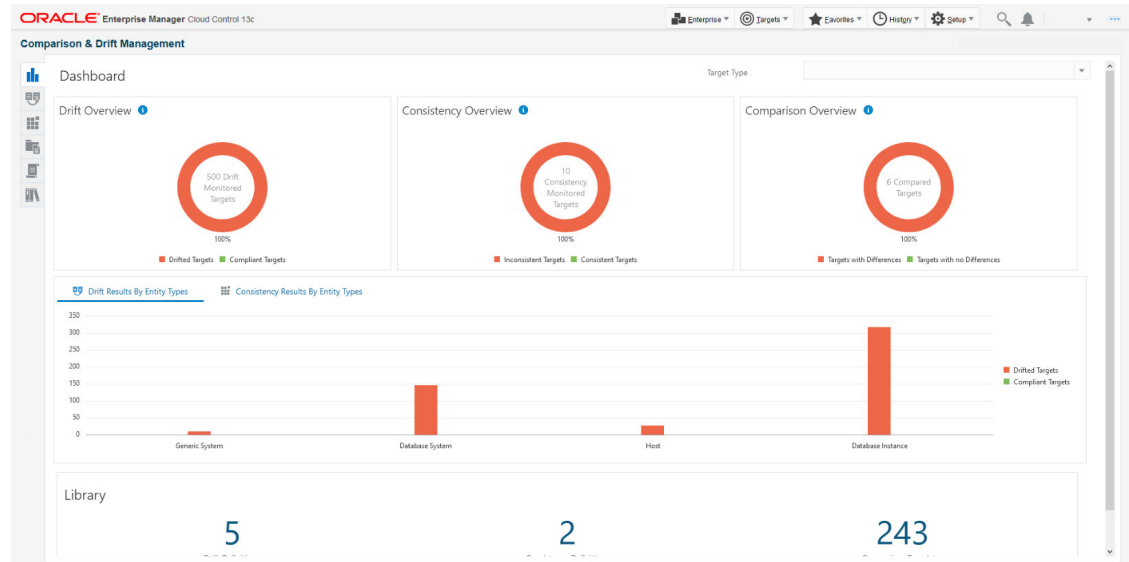 ORACLE Enterprise Manager Cloud Control 13c
Enterprise Targets Favorites History Setup
Comparison & Drift Management
Dashboard
Target Type
Drift Overview
500 Drift
Monitored
Targets
100%
Drifted Targets Compliant Targets
Consistency Overview
10
Consistency
Monitored
Targets
100%
Inconsistent Targets Consistent Targets
Comparison Overview
6 Compared
Targets
100%
Targets with Differences Targets with no Differences
Drift Results By Entity Types Consistency Results By Entity Types
350
300
250
200
150
100
50
0
Generic System Database System Host Database Instance
Drifted Targets
Compliant Targets
Library
5 2 243